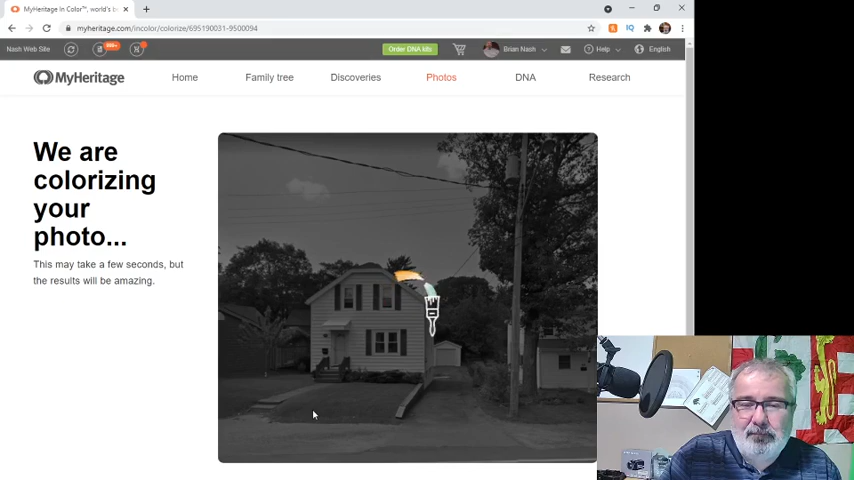 MyHeritage In Color™, world's b
myheritage.com/incolor/colorize/695190031-9500094
Nash Web Site
Order DNA kits
Brian Nash
Help
English
MyHeritage
Home
Family tree
Discoveries
Photos
DNA
Research
We are
colorizing
your
photo...
This may take a few seconds, but
the results will be amazing.